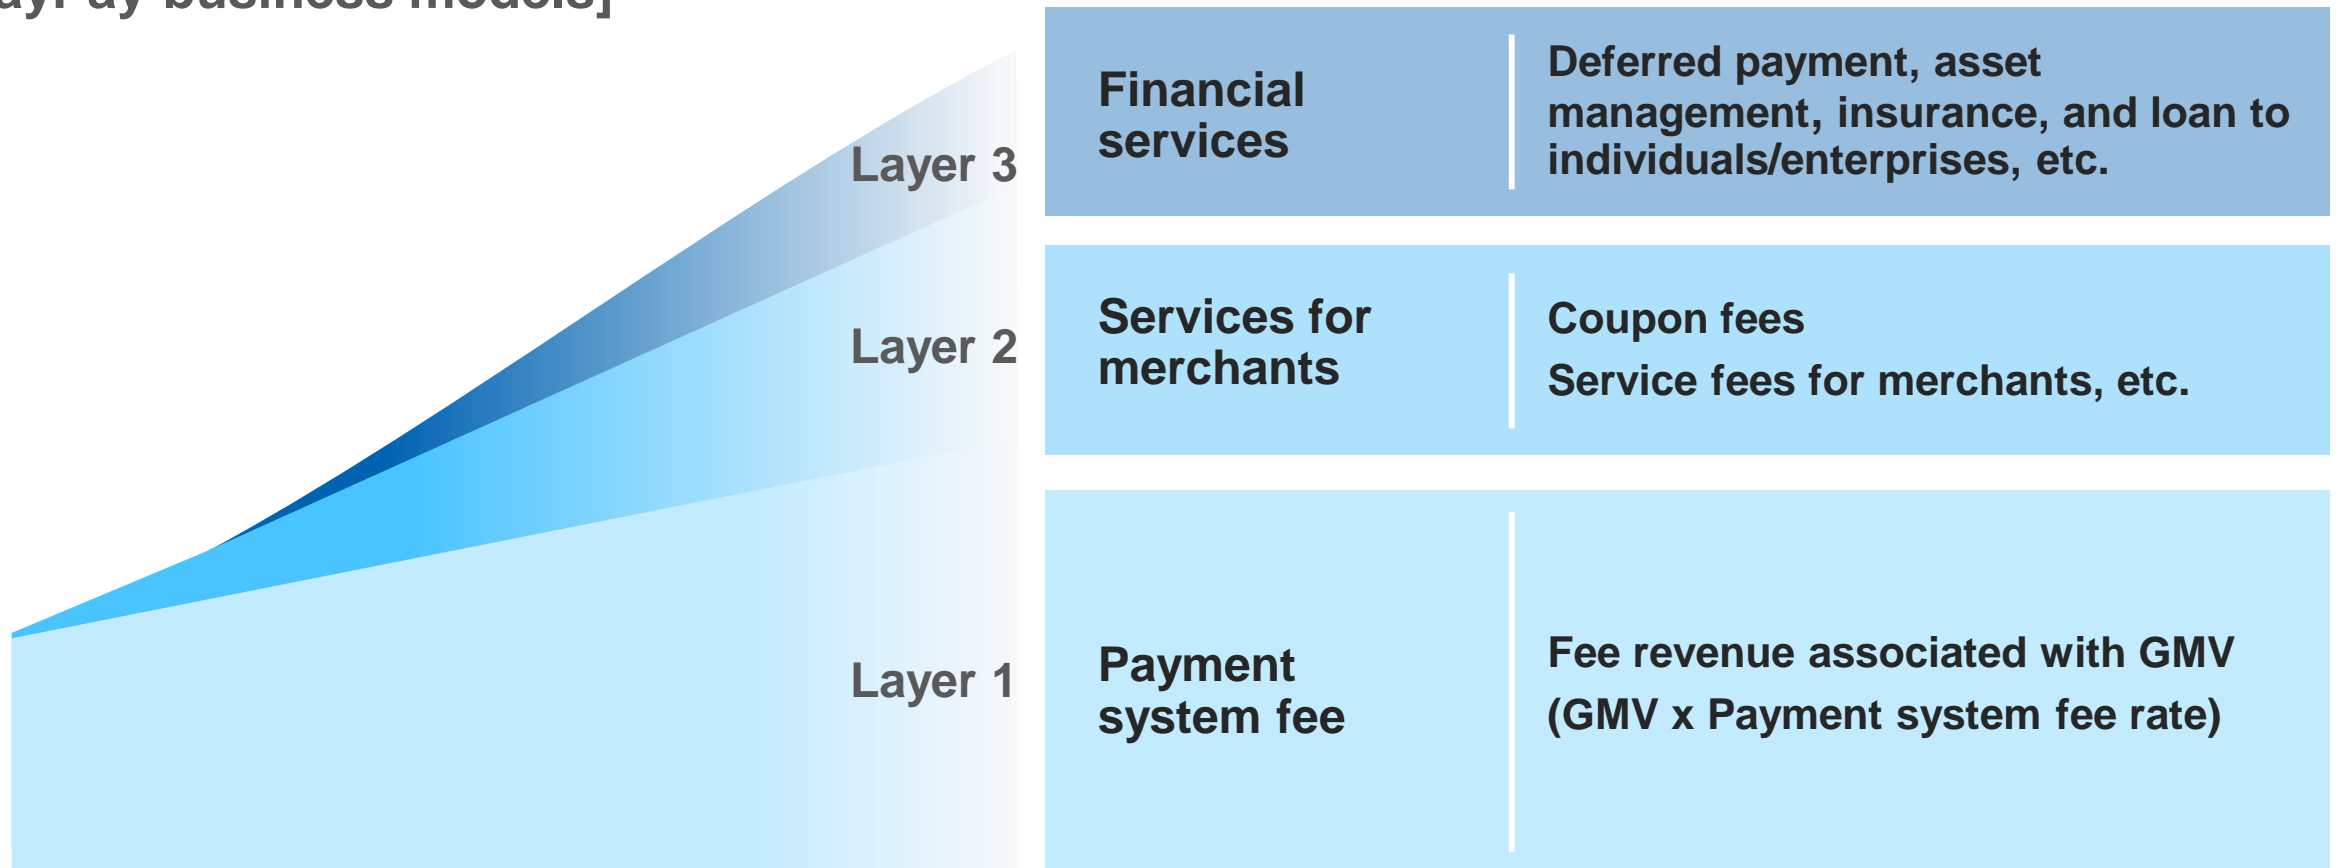 business models]
Financial
services
Deferred payment, asset
management, insurance, and loan to
individuals/enterprises, etc.
Layer 3
Services for
merchants
Coupon fees
Service fees for merchants, etc.
Layer 2
Payment
system fee
Fee revenue associated with GMV
(GMV x Payment system fee rate)
Layer 1